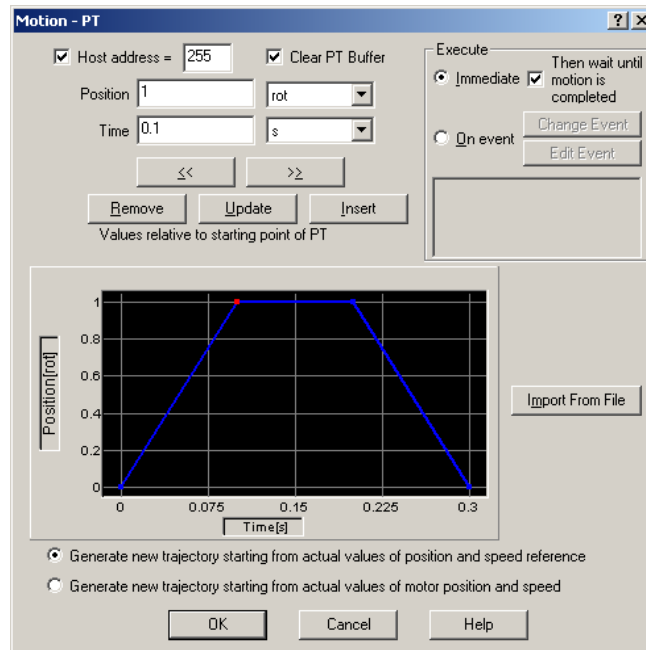 Motion - PT
Host address = 255
Clear PT Buffer
Position 1 rot
Time 0.1 s
<< >>
Remove Update Insert
Values relative to starting point of PT
Execute
Immediate
Then wait until
motion is
completed
On event
Change Event
Edit Event
1
0.8
0.6
0.4
0.2
0
Position[rot]
0 0.075 0.15 0.225 0.3
Time[s]
Import From File
Generate new trajectory starting from actual values of position and speed reference
Generate new trajectory starting from actual values of motor position and speed
OK Cancel Help